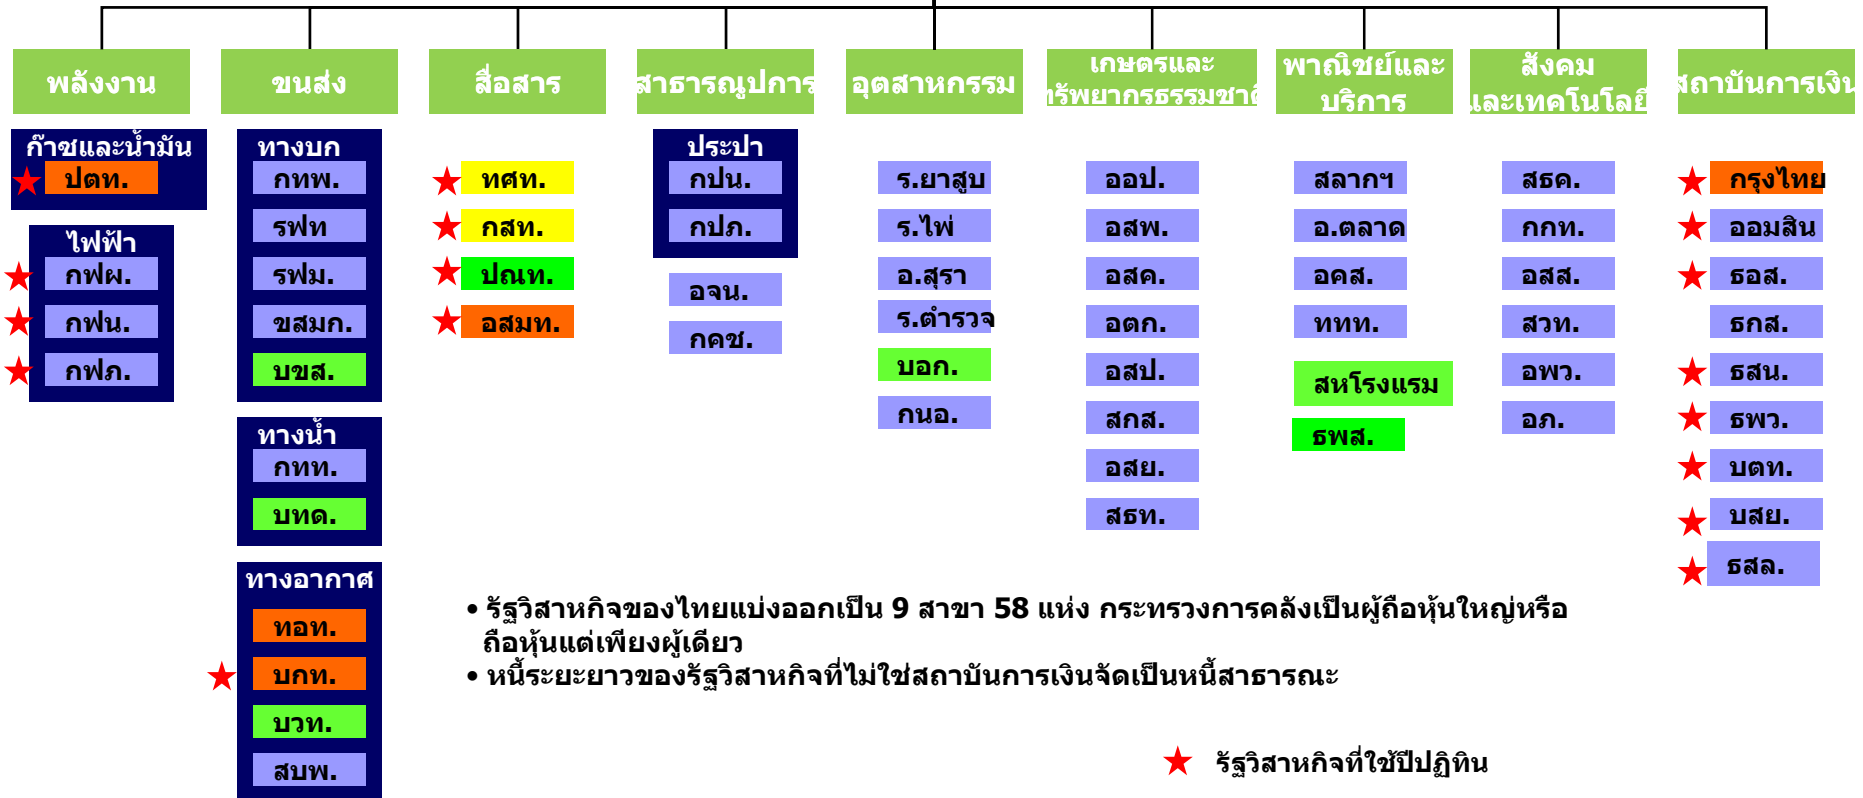 พลังงาน
ขนส่ง
สื่อสาร
สาธารณูปการ
อุตสาหกรรม
เกษตรและ
ทรัพยากรธรรมชาติ
พาณิชย์และ
บริการ
สังคม
และเทคโนโลยี
สถาบันการเงิน
ก๊าซและน้ำมัน
ปตท.
ไฟฟ้า
กฟผ.
กฟน.
กฟภ.
ทางบก
กทพ.
รฟท
รฟม.
ขสมก.
บขส.
ทางน้ำ
กทท.
บทด.
ทางอากาศ
ทอท.
บกท.
บวท.
สบพ.
ทศท.
กสท.
ปณท.
อสมท.
ประปา
กปน.
กปภ.
อจน.
กคช.
ร.ยาสูบ
ร.ไพ่
อ.สุรา
ร.ตำรวจ
บอก.
กนอ.
ออป.
อสพ.
อสค.
อตก.
อสป.
สกส.
อสย.
สธท.
สลากฯ
อ.ตลาด
อคส.
ททท.
สหโรงแรม
ธพส.
สธค.
กกท.
อสส.
สวท.
อพว.
อภ.
กรุงไทย
ออมสิน
ธอส.
ธกส.
ธสน.
ธพว.
บตท.
บสย.
ธสล.
• รัฐวิสาหกิจของไทยแบ่งออกเป็น 9 สาขา 58 แห่ง กระทรวงการคลังเป็นผู้ถือหุ้นใหญ่หรือ
ถือหุ้นแต่เพียงผู้เดียว
• หนี้ระยะยาวของรัฐวิสาหกิจที่ไม่ใช่สถาบันการเงินจัดเป็นหนี้สาธารณะ
รัฐวิสาหกิจที่ใช้ปีปฏิทิน